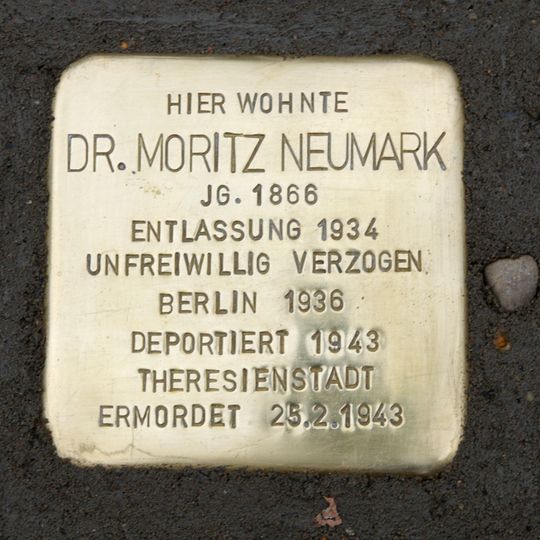 HIER WOHNTE
DR. MORITZ NEUMARK
JG. 1866
ENTLASSUNG 1934
UNFREIWILLIG VERZOGEN
BERLIN 1936
DEPORTIERT 1943
THERESIENSTADT
ERMORDET 25.2.1943